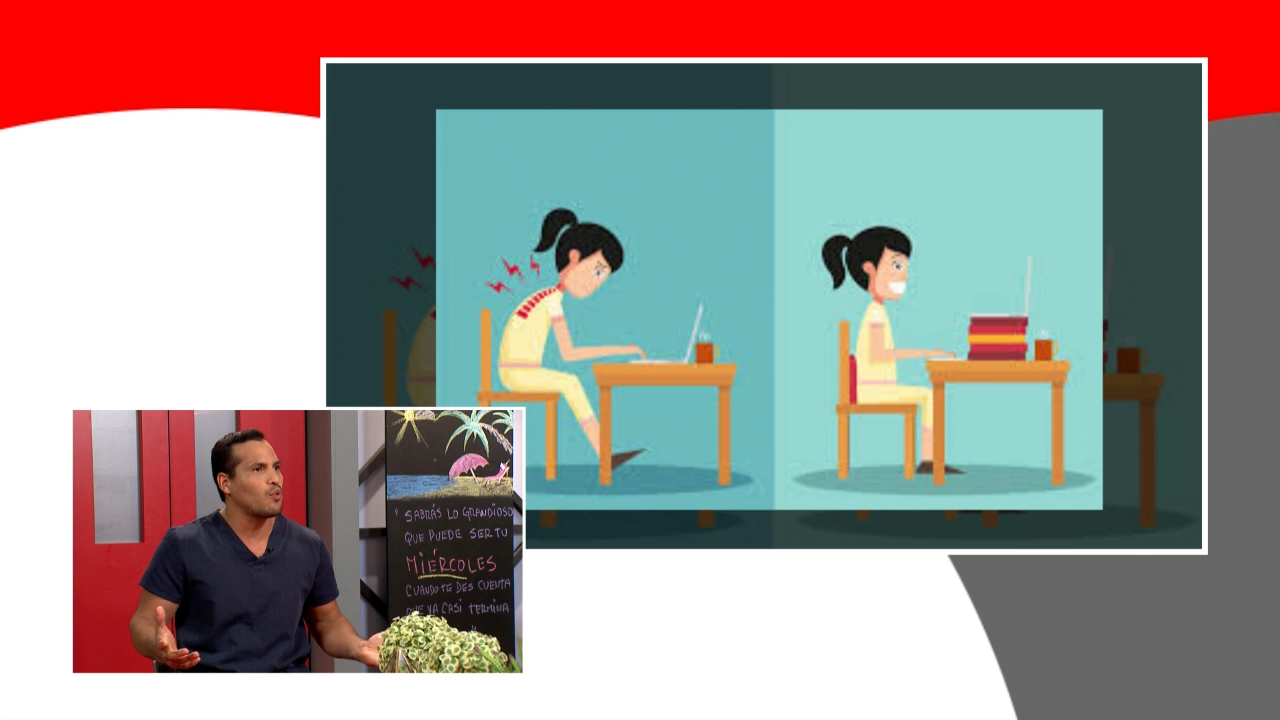 " SABRÁS LO GRANDIOSO
QUE PUEDE SER TU
MIÉRCOLES
CUANDO TE DES CUENTA
QUE YA CASI TERMINA
"